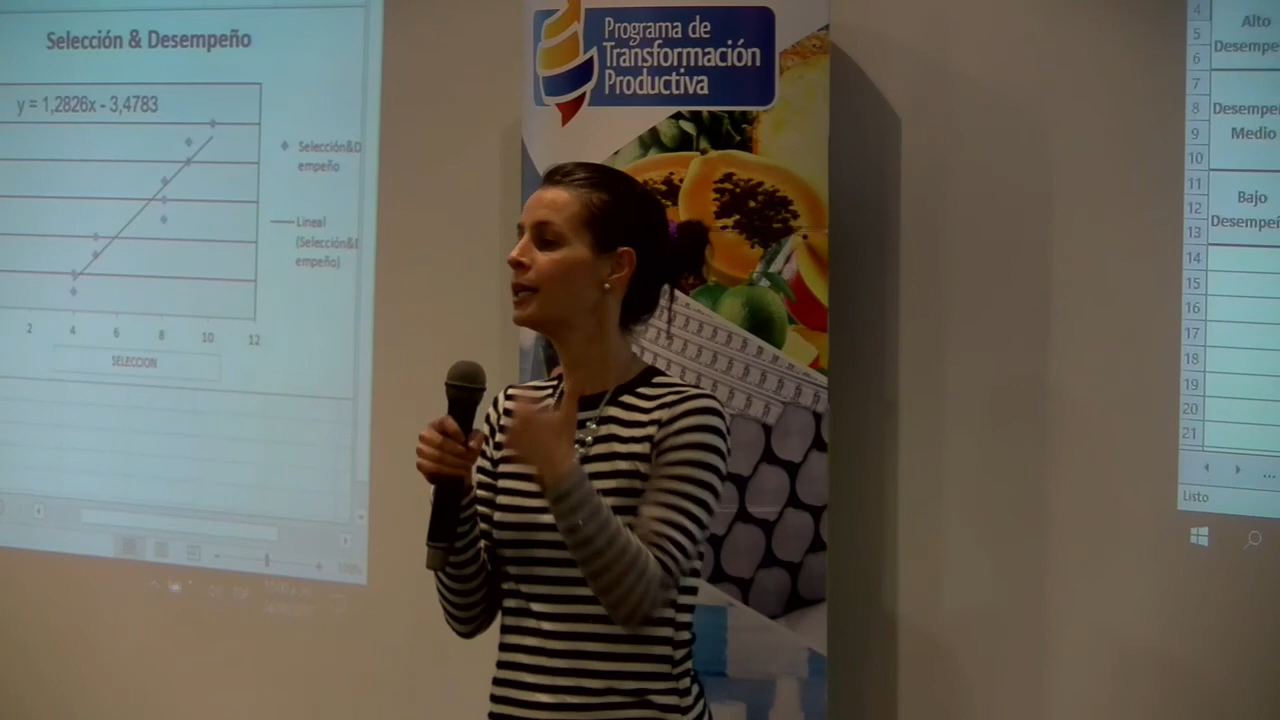 Selección & Desempeño
y = 1,2826x - 3,4783
Selección&D
empeño
Lineal
(Selección&D
empeño)
2
4
6
8
10
12
SELECCION
Programa de
Transformación
Productiva
4
5
6
7
8
9
10
11
12
13
14
15
16
17
18
19
20
21
Alto
Desempe
Desempe
Medio
Bajo
Desempeñ
Listo